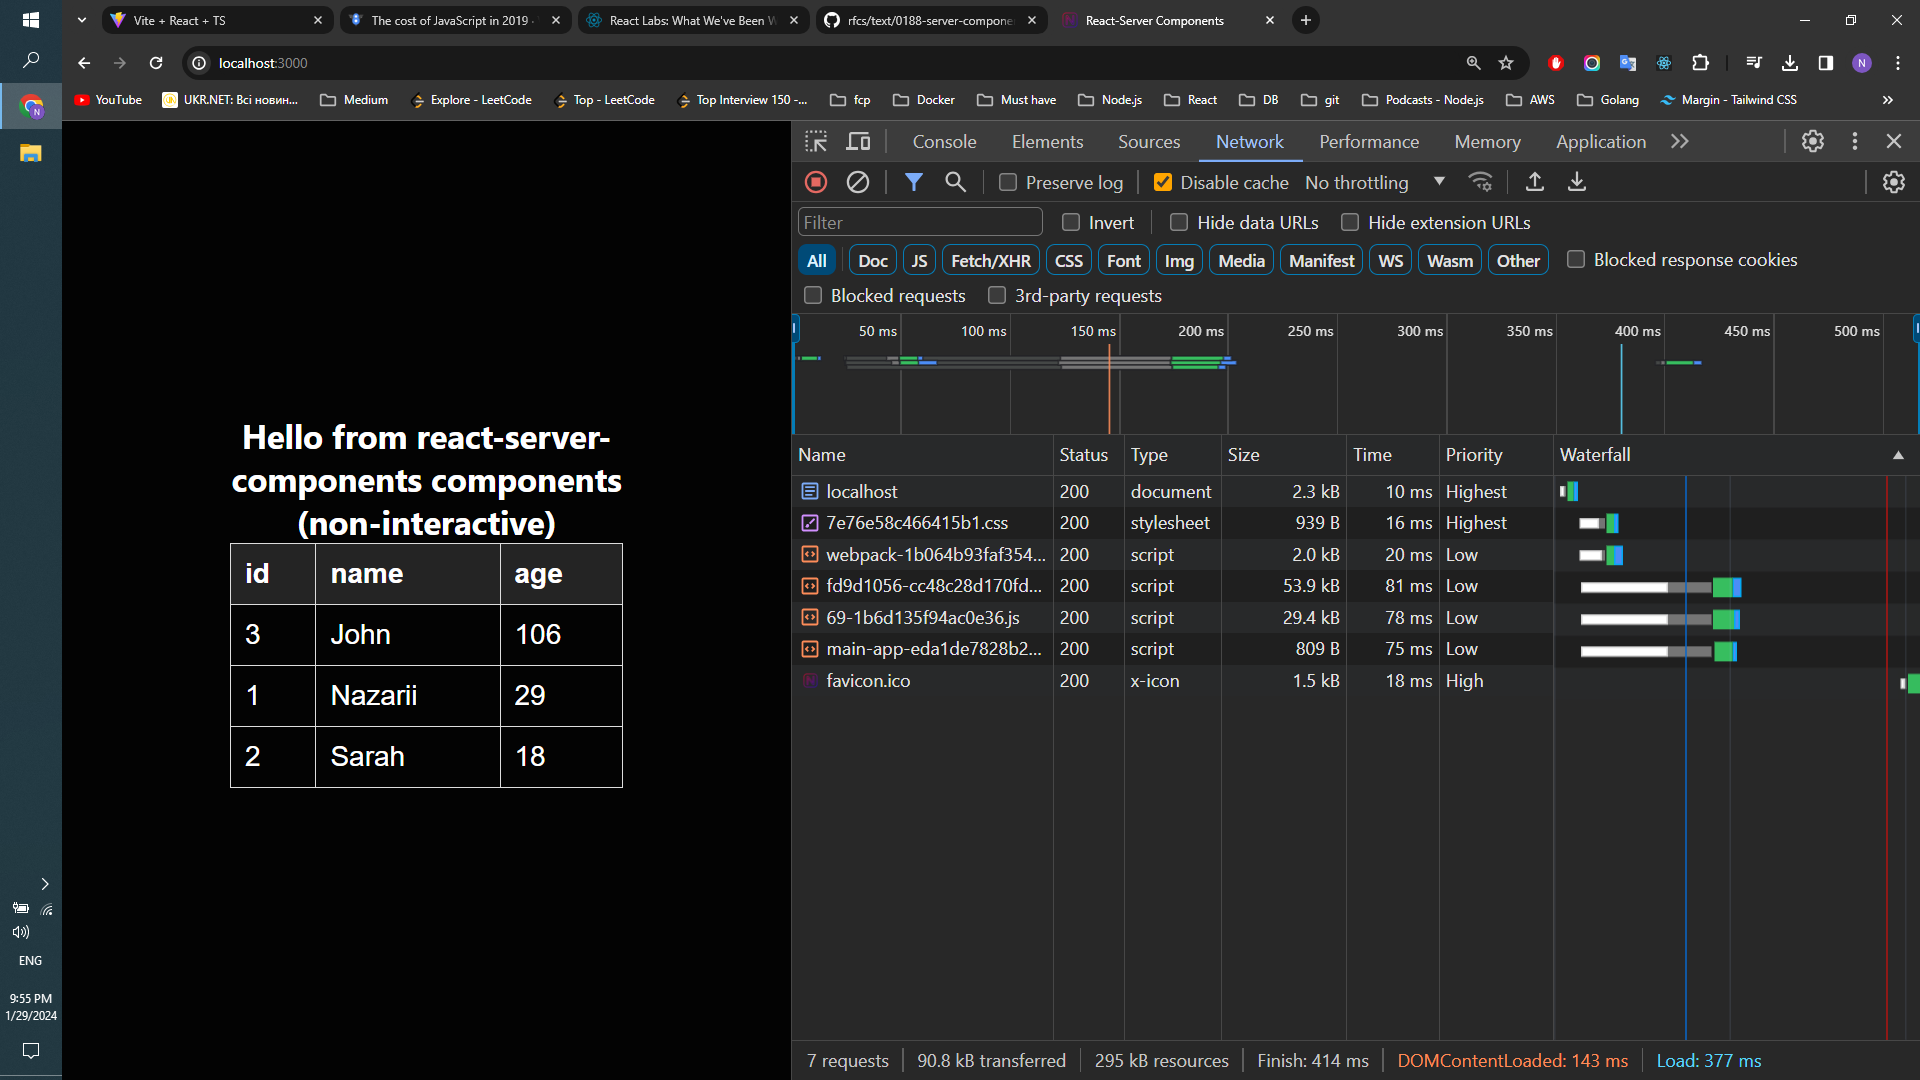 Vite + React + TS
The cost of JavaScript in 2019 ·
React Labs: What We've Been W
rfcs/text/0188-server-compone
React-Server Components
localhost:3000
YouTube
UKR.NET: Всі новин...
Medium
Explore - LeetCode
Top - LeetCode
Top Interview 150 -...
fcp
Docker
Must have
Node.js
React
DB
git
Podcasts - Node.js
AWS
Golang
Margin - Tailwind CSS
Console
Elements
Sources
Network
Performance
Memory
Application
Preserve log
Disable cache
No throttling
Filter
Invert
Hide data URLs
Hide extension URLs
All
Doc
JS
Fetch/XHR
CSS
Font
Img
Media
Manifest
WS
Wasm
Other
Blocked response cookies
Blocked requests
3rd-party requests
50 ms
100 ms
150 ms
200 ms
250 ms
300 ms
350 ms
400 ms
450 ms
500 ms
Name Status Type Size Time Priority Waterfall
localhost 200 document 2.3 kB 10 ms Highest
7e76e58c466415b1.css 200 stylesheet 939 B 16 ms Highest
webpack-1b064b93faf354... 200 script 2.0 kB 20 ms Low
fd9d1056-cc48c28d170fd... 200 script 53.9 kB 81 ms Low
69-1b6d135f94ac0e36.js 200 script 29.4 kB 78 ms Low
main-app-eda1de7828b2... 200 script 809 B 75 ms Low
favicon.ico 200 x-icon 1.5 kB 18 ms High
7 requests
90.8 kB transferred
295 kB resources
Finish: 414 ms
DOMContentLoaded: 143 ms
Load: 377 ms
Hello from react-server-
components components
(non-interactive)
id name age
3 John 106
1 Nazarii 29
2 Sarah 18
ENG
9:55 PM
1/29/2024
N
N